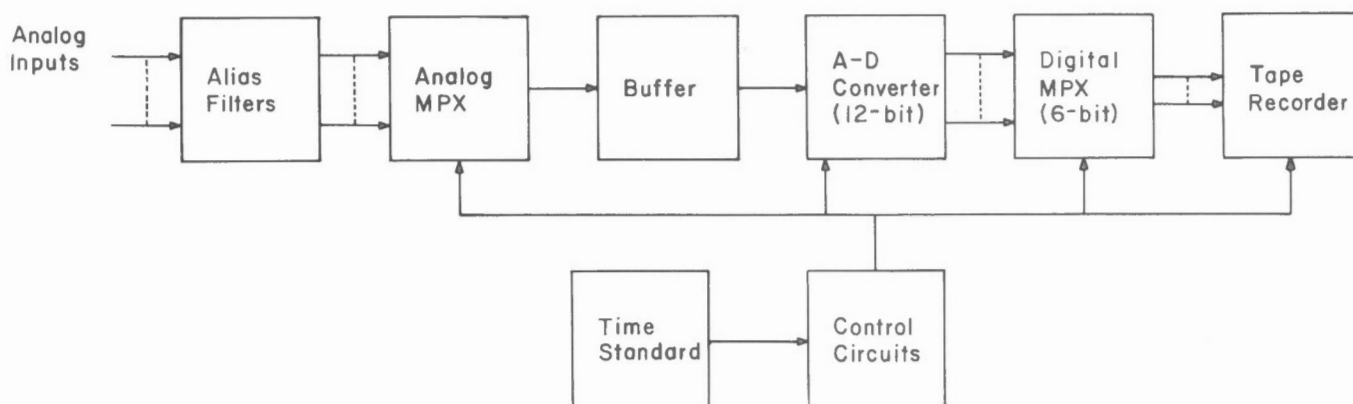 Analog
Inputs
Alias
Filters
Analog
MPX
Buffer
A-D
Converter
(12-bit)
Digital
MPX
(6-bit)
Tape
Recorder
Time
Standard
Control
Circuits